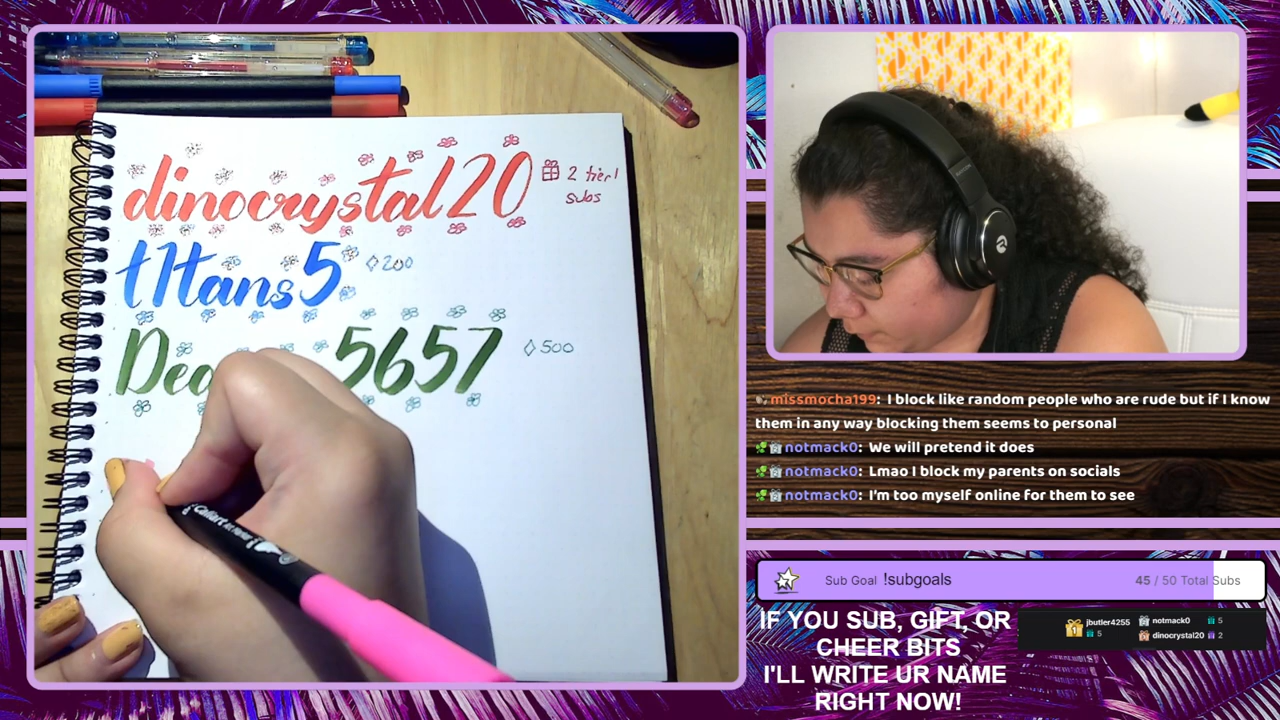 dinocrystal20 2 tier1
subs
t1tans5 200
5657 500
missmocha199: I block like random people who are rude but if I know
them in any way blocking them seems to personal
notmack0: We will pretend it does
notmack0: Lmao I block my parents on socials
notmack0: I'm too myself online for them to see
Sub Goal !subgoals 45 / 50 Total Subs
IF YOU SUB, GIFT, OR
CHEER BITS
I'LL WRITE UR NAME
RIGHT NOW!
1 jbutler4255
5
notmack0 5
dinocrystal20 2